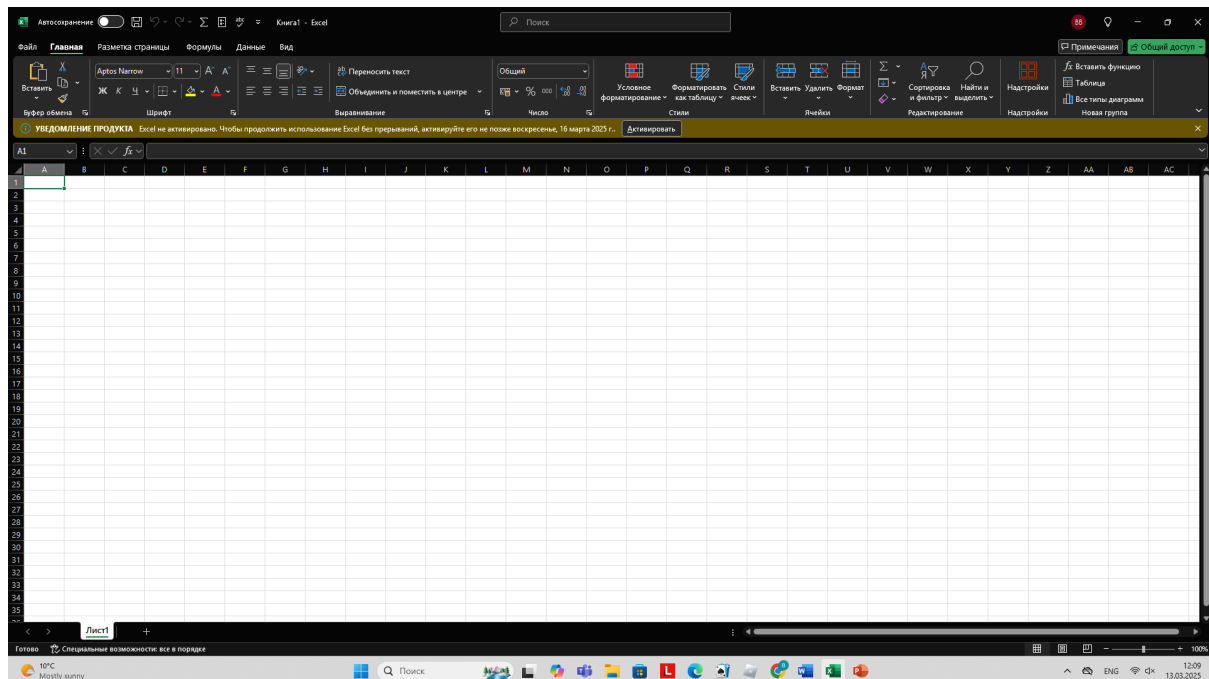 Автосохранение
Книга1 - Excel
Поиск
88
Файл Главная Разметка страницы Формулы Данные Вид
Примечания Общий доступ
Вставить
Буфер обмена
Aptos Narrow 11
Ж К Ч
Шрифт
Переносить текст
Объединить и поместить в центре
Выравнивание
Общий
% 000
Число
Условное форматирование
Форматировать как таблицу
Стили ячеек
Стили
Вставить Удалить Формат
Ячейки
Сортировка и фильтр
Найти и выделить
Редактирование
Надстройки
Надстройки
fx Вставить функцию
Таблица
Все типы диаграмм
Новая группа
УВЕДОМЛЕНИЕ ПРОДУКТА Excel не активировано. Чтобы продолжить использование Excel без прерываний, активируйте его не позже воскресенье, 16 марта 2025 г.. Активировать
A1 fx
A B C D E F G H I J K L M N O P Q R S T U V W X Y Z AA AB AC
1
2
3
4
5
6
7
8
9
10
11
12
13
14
15
16
17
18
19
20
21
22
23
24
25
26
27
28
29
30
31
32
33
34
35
Лист1
Готово Специальные возможности: все в порядке 100%
10°C
Mostly sunny
Поиск
ENG
12:09
13.03.2025